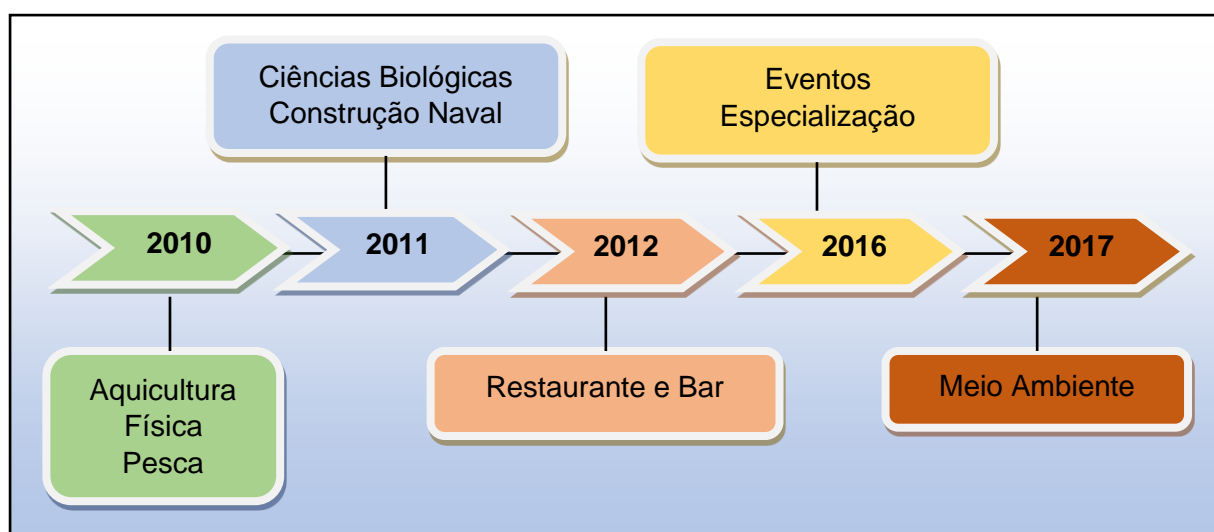 Ciências Biológicas
Construção Naval
Eventos
Especialização
2010
2011
2012
2016
2017
Aquicultura
Física
Pesca
Restaurante e Bar
Meio Ambiente